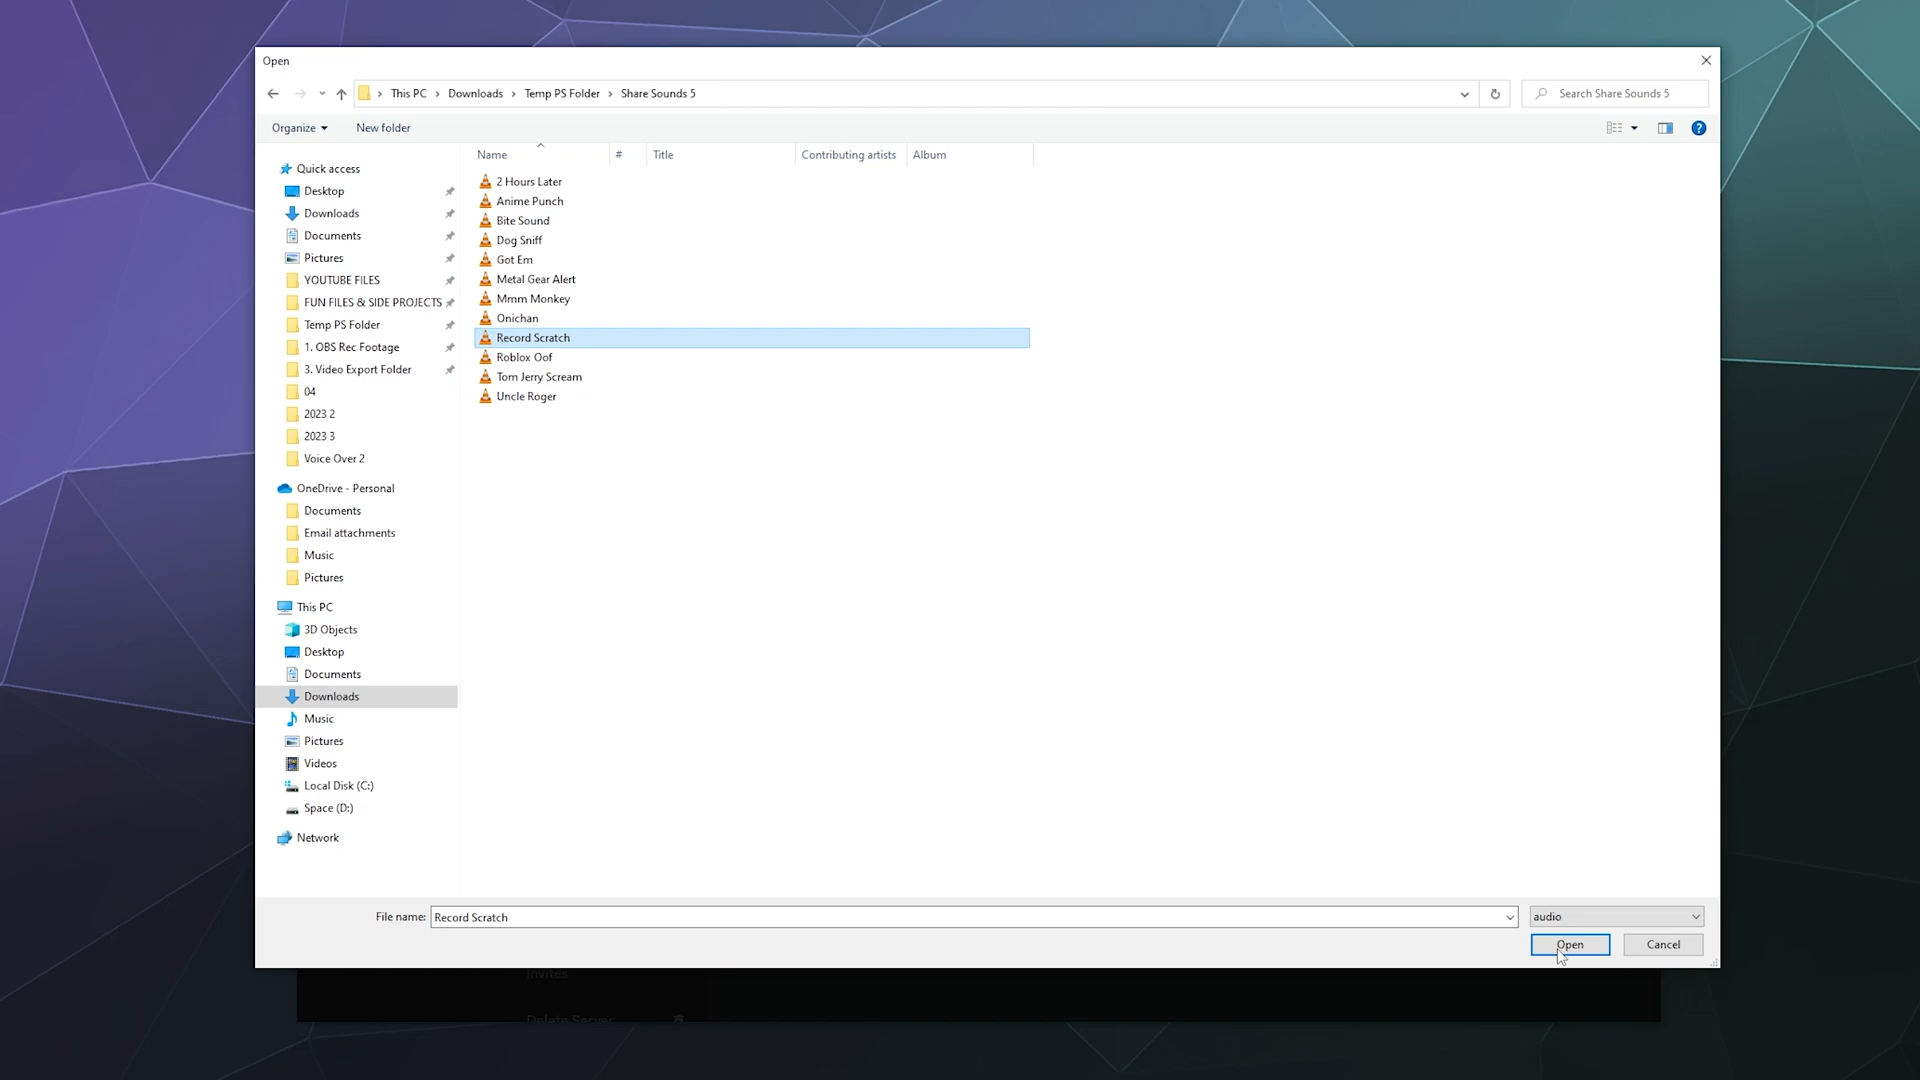 Open
This PC > Downloads > Temp PS Folder > Share Sounds 5
Search Share Sounds 5
Organize
New folder
Name
#
Title
Contributing artists
Album
Quick access
Desktop
Downloads
Documents
Pictures
YOUTUBE FILES
FUN FILES & SIDE PROJECTS
Temp PS Folder
1. OBS Rec Footage
3. Video Export Folder
04
2023 2
2023 3
Voice Over 2
OneDrive - Personal
Documents
Email attachments
Music
Pictures
This PC
3D Objects
Desktop
Documents
Downloads
Music
Pictures
Videos
Local Disk (C:)
Space (D:)
Network
2 Hours Later
Anime Punch
Bite Sound
Dog Sniff
Got Em
Metal Gear Alert
Mmm Monkey
Onichan
Record Scratch
Roblox Oof
Tom Jerry Scream
Uncle Roger
File name: Record Scratch
audio
Open
Cancel
Invites
Delete Server